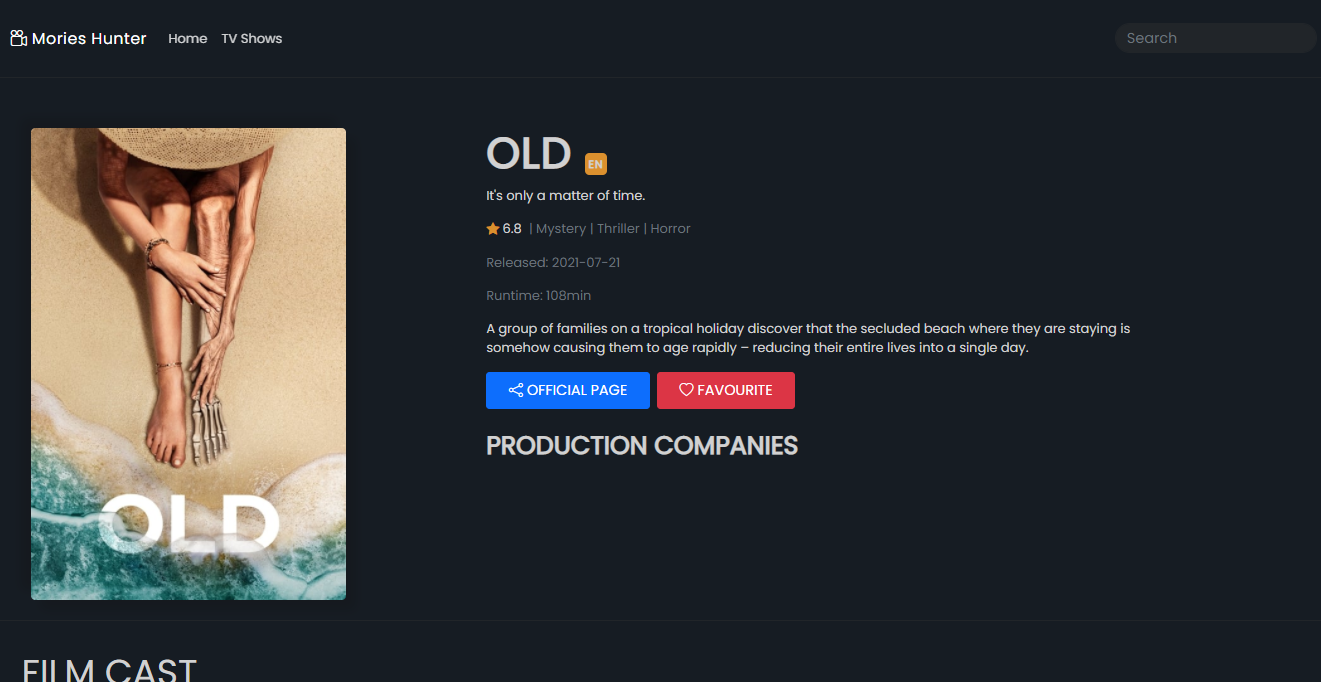 Mories Hunter Home TV Shows Search
OLD EN
It's only a matter of time.
6.8 | Mystery | Thriller | Horror
Released: 2021-07-21
Runtime: 108min
A group of families on a tropical holiday discover that the secluded beach where they are staying is
somehow causing them to age rapidly – reducing their entire lives into a single day.
OFFICIAL PAGE FAVOURITE
PRODUCTION COMPANIES
OLD
FILM CAST